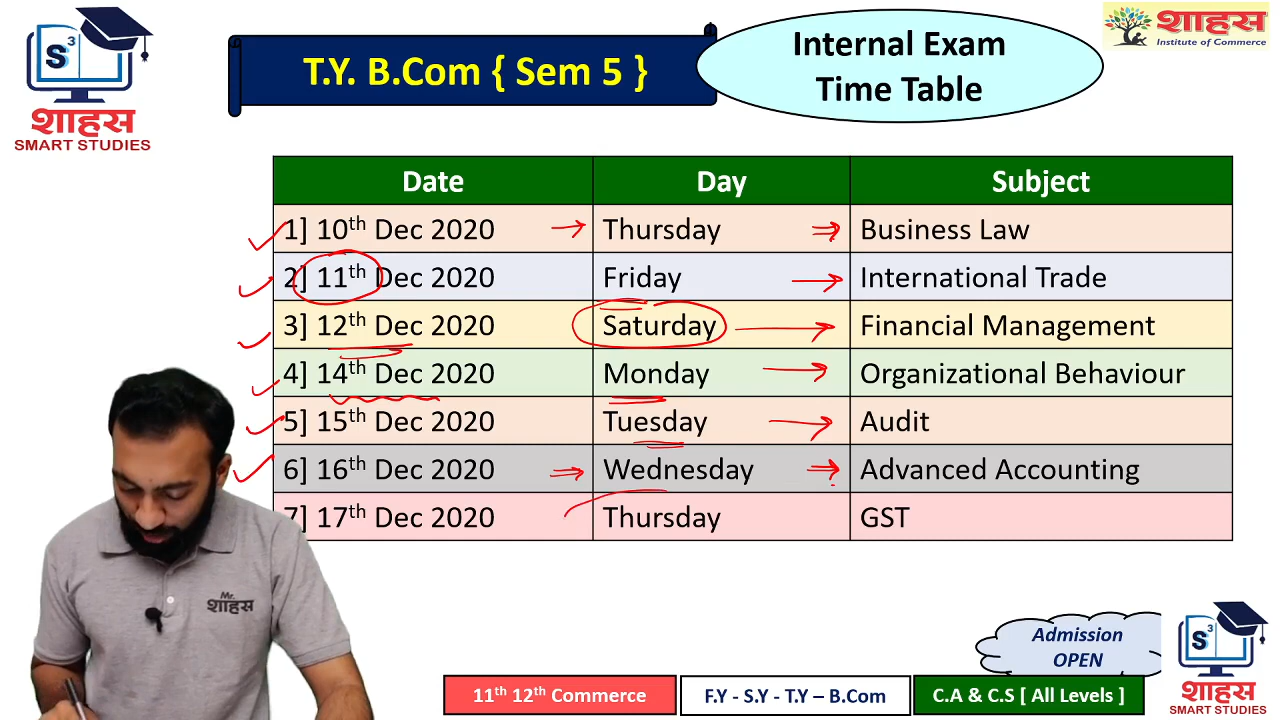 S³
शाहस
SMART STUDIES
T.Y. B.Com { Sem 5 }
Internal Exam
Time Table
शाहस
Institute of Commerce
Date Day Subject
1] 10th Dec 2020 Thursday Business Law
2] 11th Dec 2020 Friday International Trade
3] 12th Dec 2020 Saturday Financial Management
4] 14th Dec 2020 Monday Organizational Behaviour
5] 15th Dec 2020 Tuesday Audit
6] 16th Dec 2020 Wednesday Advanced Accounting
7] 17th Dec 2020 Thursday GST
Mr.
शाहस
Admission
OPEN
11th 12th Commerce
F.Y - S.Y - T.Y – B.Com
C.A & C.S [ All Levels ]
S³
शाहस
SMART STUDIES